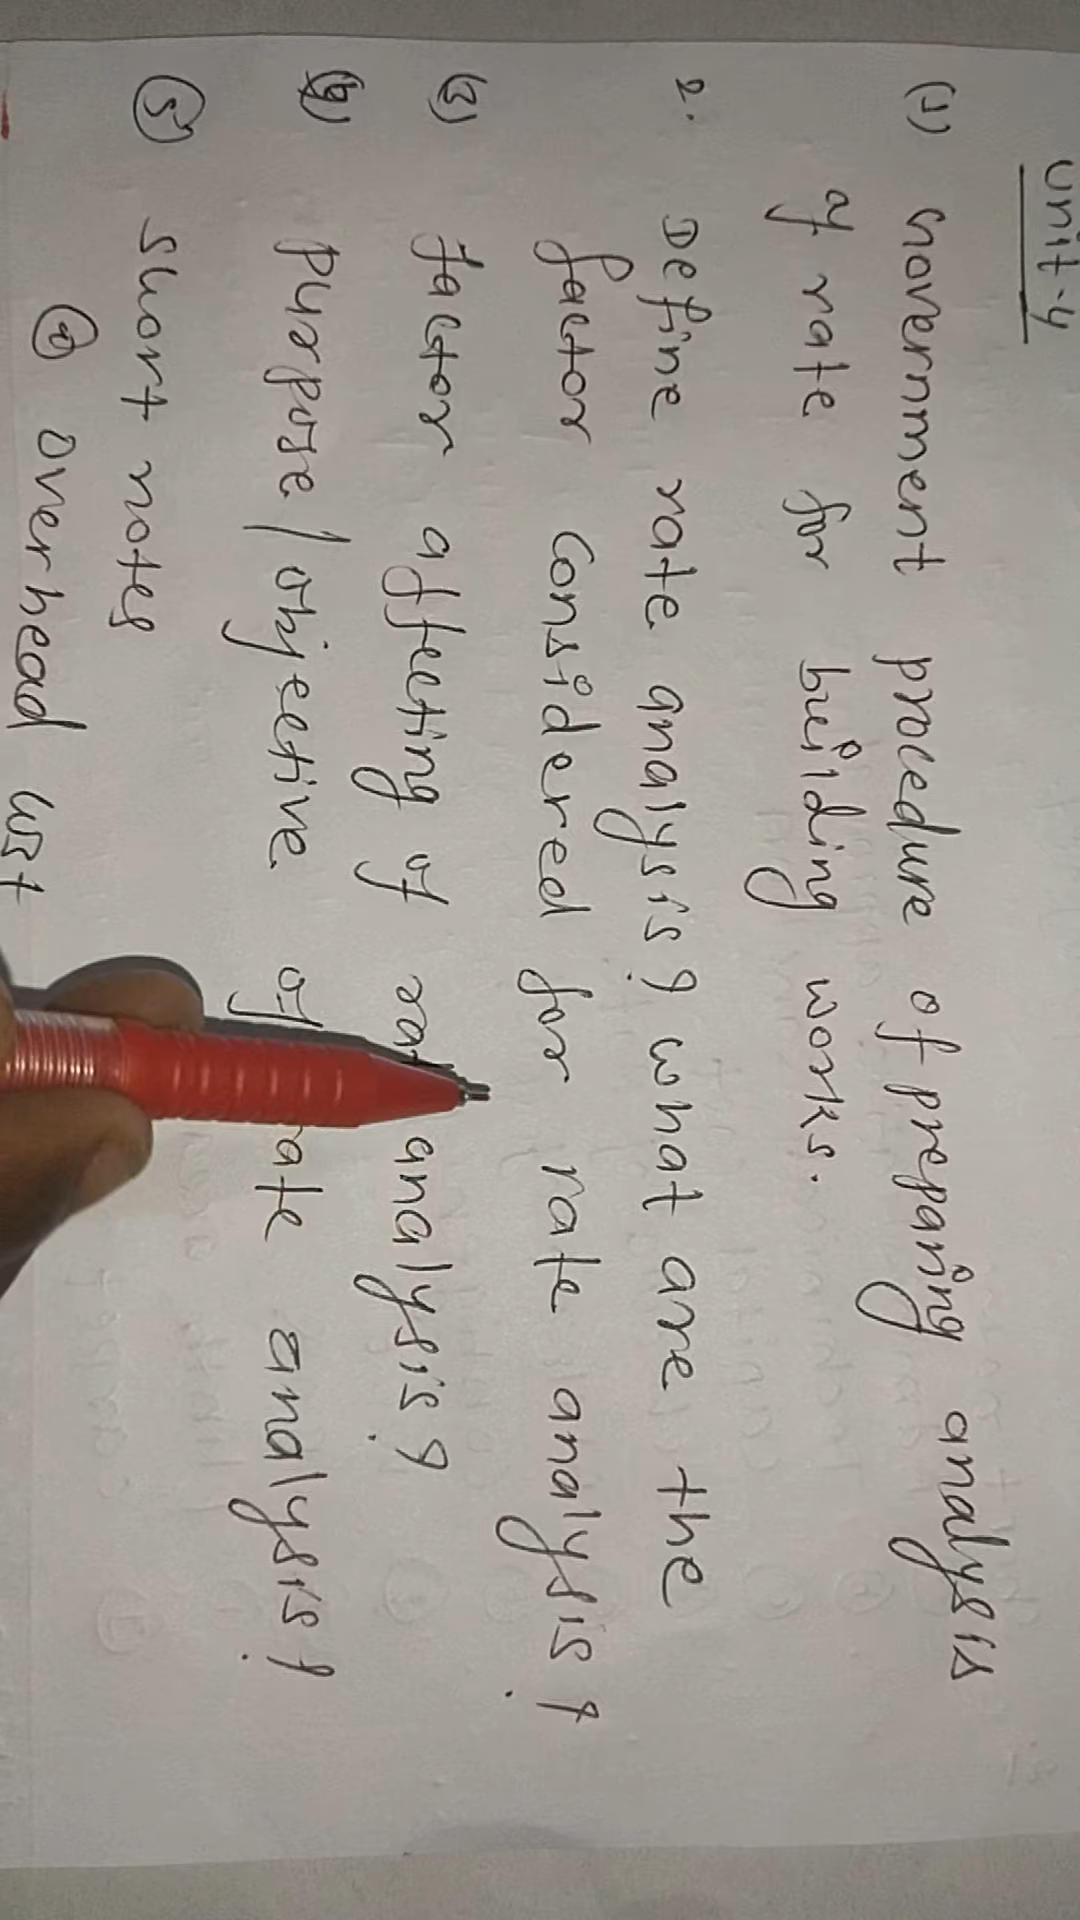 Unit-4
(1) Government procedure of preparing analysis
of rate for building works.
2. Define rate analysis? what are the
factor considered for rate analysis?
(3) factor affecting of rate analysis?
(4) purpose/objective of rate analysis?
(5) Short notes
(a) Overhead cost